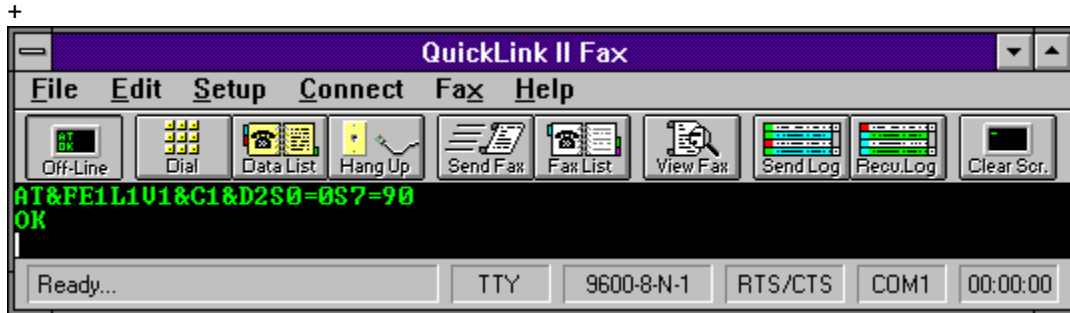 +
QuickLink II Fax
File Edit Setup Connect Fax Help
AT OK
Off-Line Dial Data List Hang Up Send Fax Fax List View Fax Send Log Recv.Log Clear Scr.
AT&FE1L1V1&C1&D2S0=0S7=90
OK
Ready... TTY 9600-8-N-1 RTS/CTS COM1 00:00:00